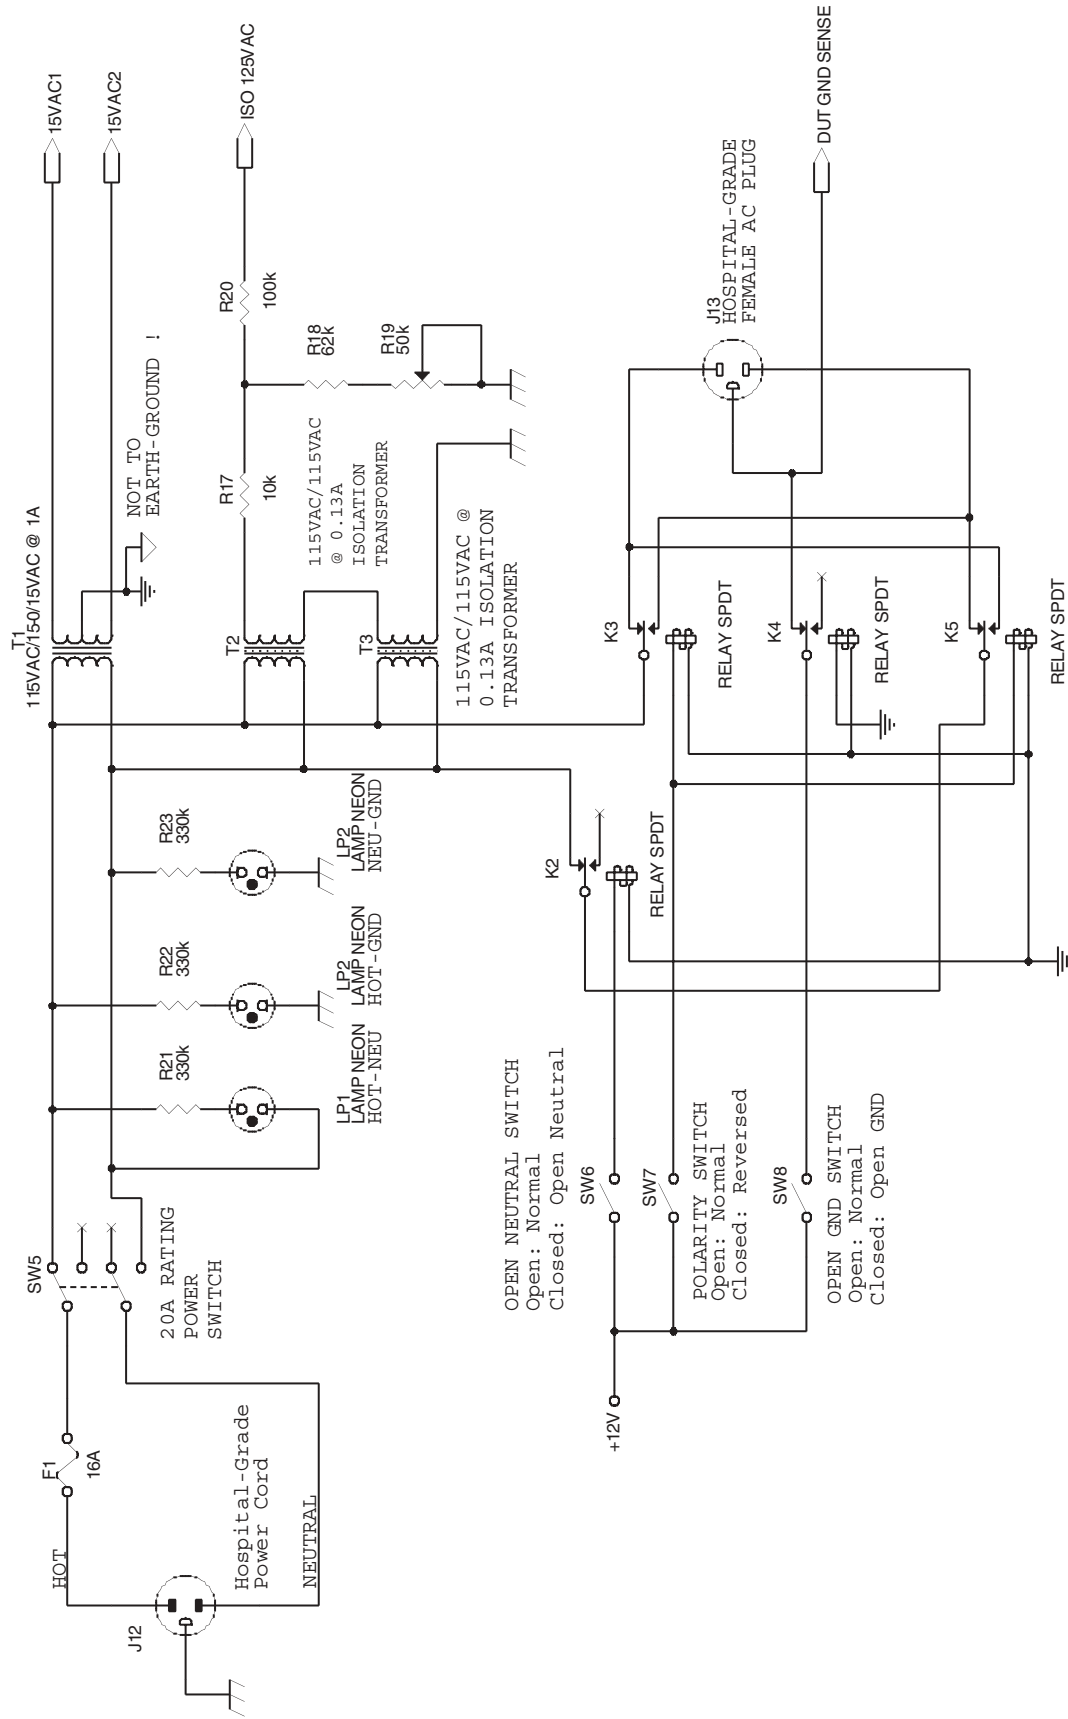 HOT
F1
16A
J12
Hospital-Grade
Power Cord
NEUTRAL
SW5
20A RATING
POWER
SWITCH
R21
330k
LP1
LAMP NEON
HOT-NEU
R22
330k
LP2
LAMP NEON
HOT-GND
R23
330k
LP2
LAMP NEON
NEU-GND
T1
115VAC/15-0/15VAC @ 1A
NOT TO
EARTH-GROUND !
15VAC1
15VAC2
T2
R17
10k
R20
100k
ISO 125VAC
R18
62k
R19
50k
115VAC/115VAC
@ 0.13A
ISOLATION
TRANSFORMER
T3
115VAC/115VAC @
0.13A ISOLATION
TRANSFORMER
+12V
OPEN NEUTRAL SWITCH
Open: Normal
Closed: Open Neutral
SW6
SW7
POLARITY SWITCH
Open: Normal
Closed: Reversed
SW8
OPEN GND SWITCH
Open: Normal
Closed: Open GND
K2
RELAY SPDT
K3
RELAY SPDT
K4
RELAY SPDT
K5
RELAY SPDT
J13
HOSPITAL-GRADE
FEMALE AC PLUG
DUT GND SENSE